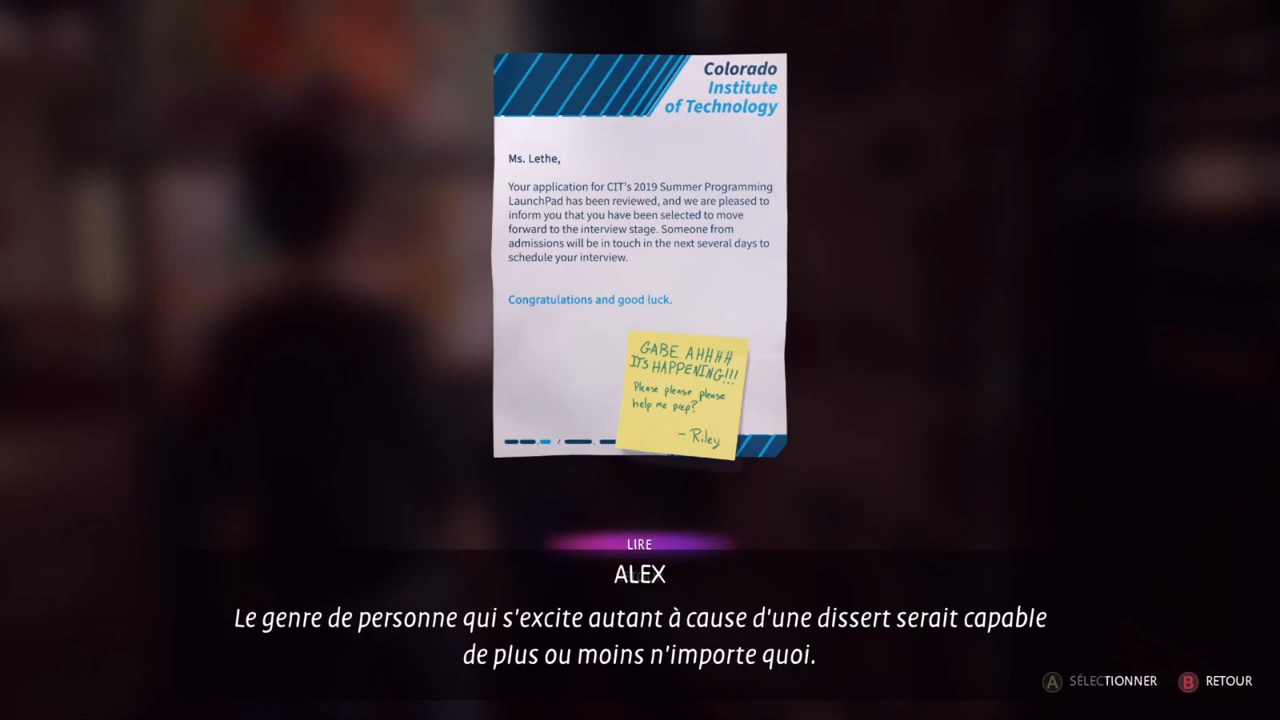 Colorado
Institute
of Technology
Ms. Lethe,
Your application for CIT's 2019 Summer Programming
LaunchPad has been reviewed, and we are pleased to
inform you that you have been selected to move
forward to the interview stage. Someone from
admissions will be in touch in the next several days to
schedule your interview.
Congratulations and good luck.
GABE AHHHH
ITS HAPPENING!!!
Please please please
help me prep?
- Riley
LIRE
ALEX
Le genre de personne qui s'excite autant à cause d'une dissert serait capable
de plus ou moins n'importe quoi.
A SÉLECTIONNER B RETOUR